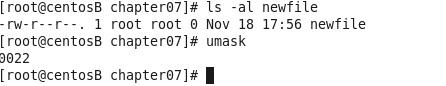 [root@centosB chapter07]# ls -al newfile
-rw-r--r--. 1 root root 0 Nov 18 17:56 newfile
[root@centosB chapter07]# umask
0022
[root@centosB chapter07]#